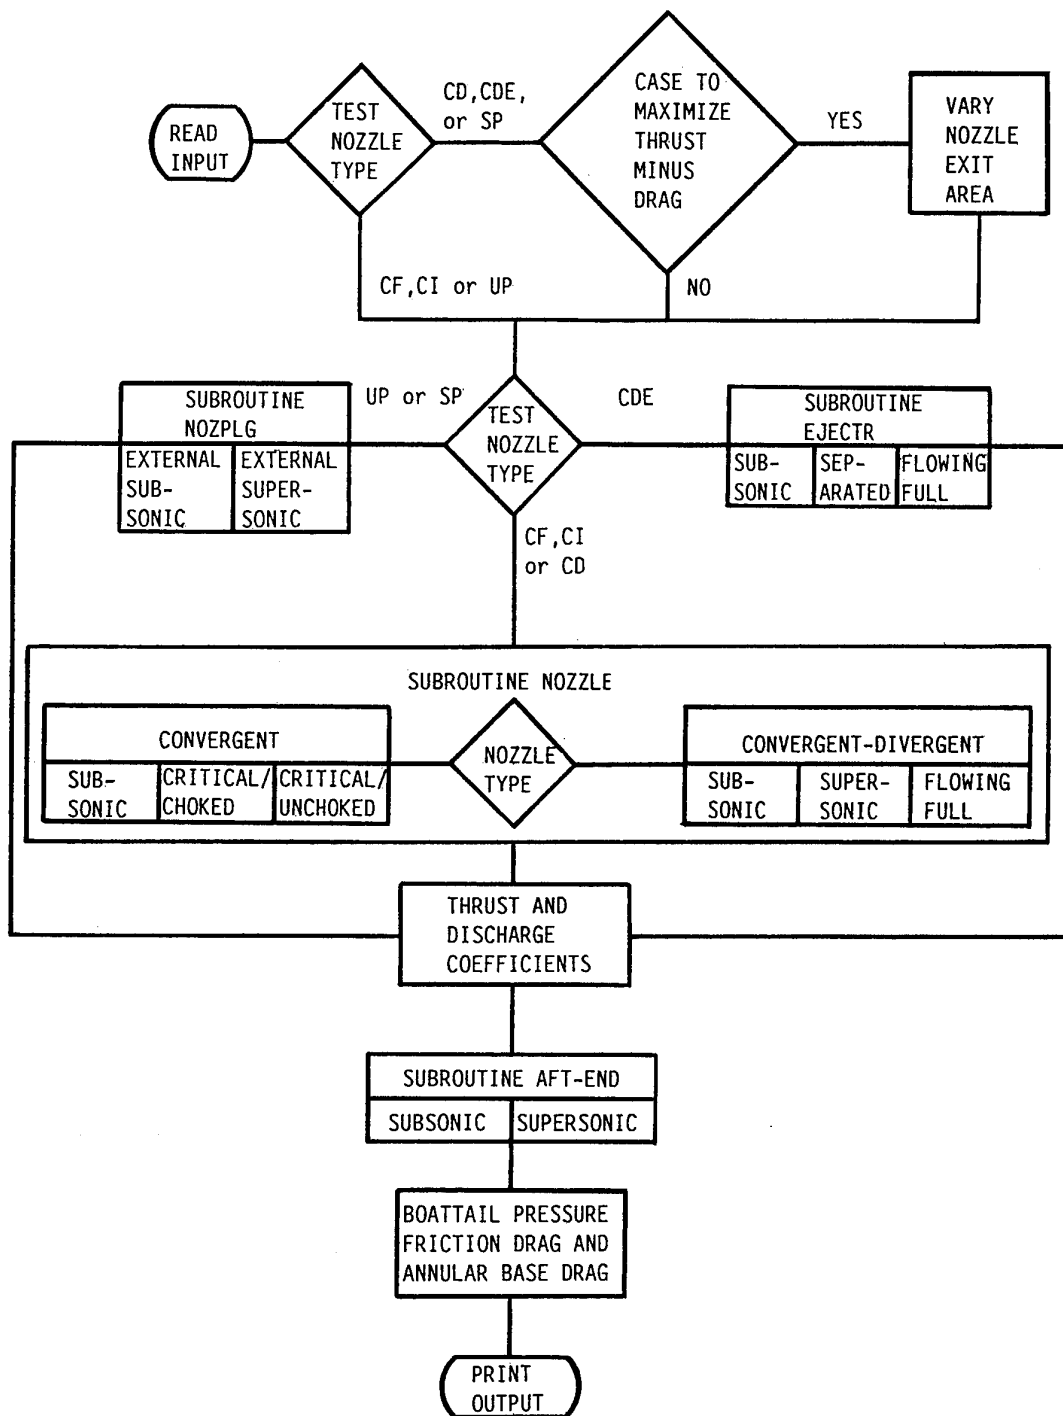 READ
INPUT
TEST
NOZZLE
TYPE
CD,CDE,
or SP
CASE TO
MAXIMIZE
THRUST
MINUS
DRAG
YES
VARY
NOZZLE
EXIT
AREA
CF,CI or UP
NO
SUBROUTINE
NOZPLG
EXTERNAL
SUB-
SONIC
EXTERNAL
SUPER-
SONIC
UP or SP
TEST
NOZZLE
TYPE
CDE
SUBROUTINE
EJECTR
SUB-
SONIC
SEP-
ARATED
FLOWING
FULL
CF,CI
or CD
SUBROUTINE NOZZLE
CONVERGENT
SUB-
SONIC
CRITICAL/
CHOKED
CRITICAL/
UNCHOKED
NOZZLE
TYPE
CONVERGENT-DIVERGENT
SUB-
SONIC
SUPER-
SONIC
FLOWING
FULL
THRUST AND
DISCHARGE
COEFFICIENTS
SUBROUTINE AFT-END
SUBSONIC
SUPERSONIC
BOATTAIL PRESSURE
FRICTION DRAG AND
ANNULAR BASE DRAG
PRINT
OUTPUT